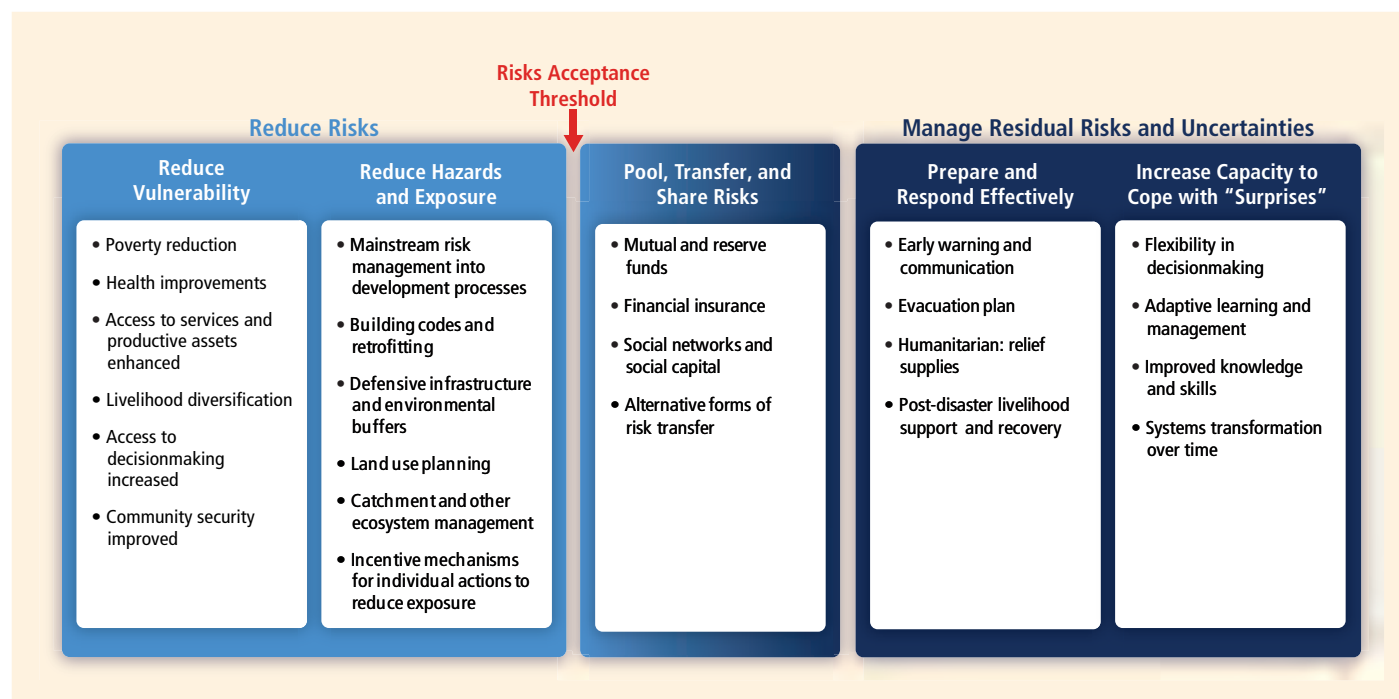 Risks Acceptance
Threshold
Reduce Risks
Manage Residual Risks and Uncertainties
Reduce
Vulnerability
• Poverty reduction
• Health improvements
• Access to services and
productive assets
enhanced
• Livelihood diversification
• Access to
decisionmaking
increased
• Community security
improved
Reduce Hazards
and Exposure
• Mainstream risk
management into
development processes
• Building codes and
retrofitting
• Defensive infrastructure
and environmental
buffers
• Land use planning
• Catchment and other
ecosystem management
• Incentive mechanisms
for individual actions to
reduce exposure
Pool, Transfer, and
Share Risks
• Mutual and reserve
funds
• Financial insurance
• Social networks and
social capital
• Alternative forms of
risk transfer
Prepare and
Respond Effectively
• Early warning and
communication
• Evacuation plan
• Humanitarian: relief
supplies
• Post-disaster livelihood
support and recovery
Increase Capacity to
Cope with “Surprises”
• Flexibility in
decisionmaking
• Adaptive learning and
management
• Improved knowledge
and skills
• Systems transformation
over time